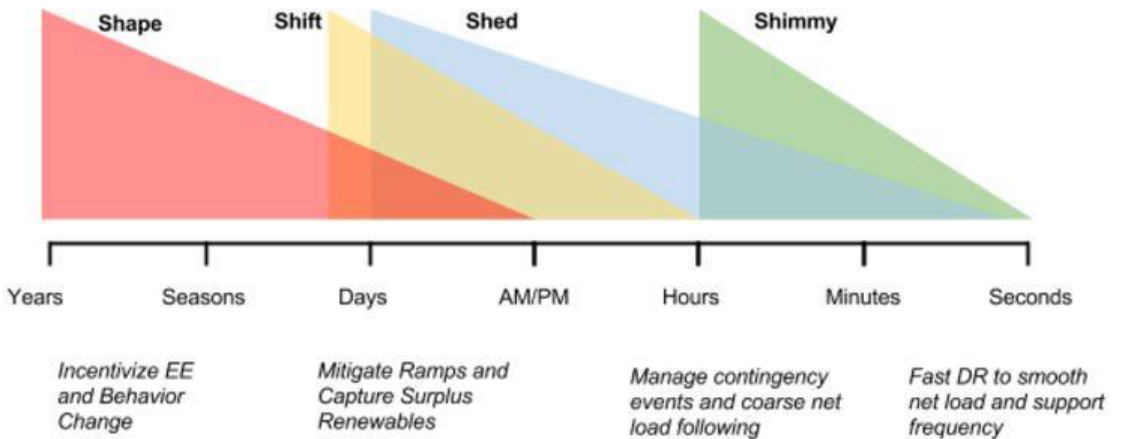 Shape
Shift
Shed
Shimmy
Years
Seasons
Days
AM/PM
Hours
Minutes
Seconds
Incentivize EE
and Behavior
Change
Mitigate Ramps and
Capture Surplus
Renewables
Manage contingency
events and coarse net
load following
Fast DR to smooth
net load and support
frequency